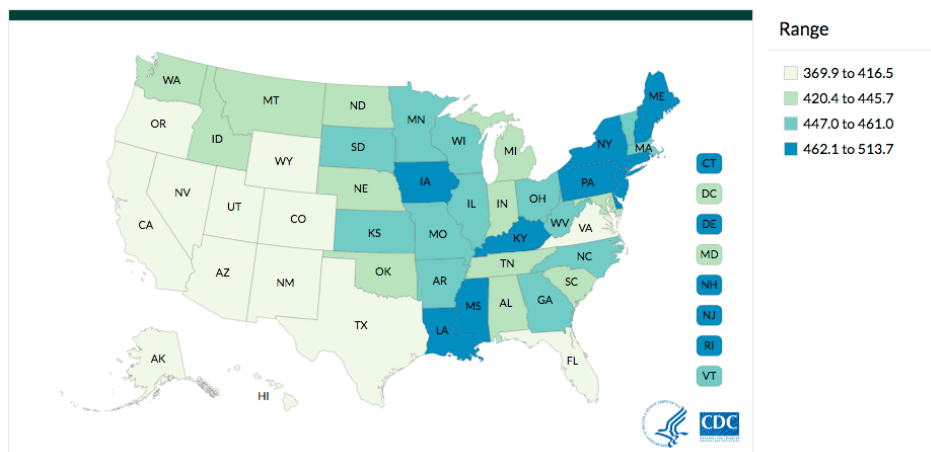 Range
369.9 to 416.5
420.4 to 445.7
447.0 to 461.0
462.1 to 513.7
WA
MT
ND
MN
ME
OR
ID
SD
WI
MI
NY
MA
WY
IA
PA
CT
NE
IL
IN
OH
DC
NV
UT
CO
KS
MO
KY
WV
VA
DE
CA
AZ
NM
OK
AR
TN
NC
SC
MD
NH
TX
LA
MS
AL
GA
NJ
RI
AK
HI
FL
VT
CDC